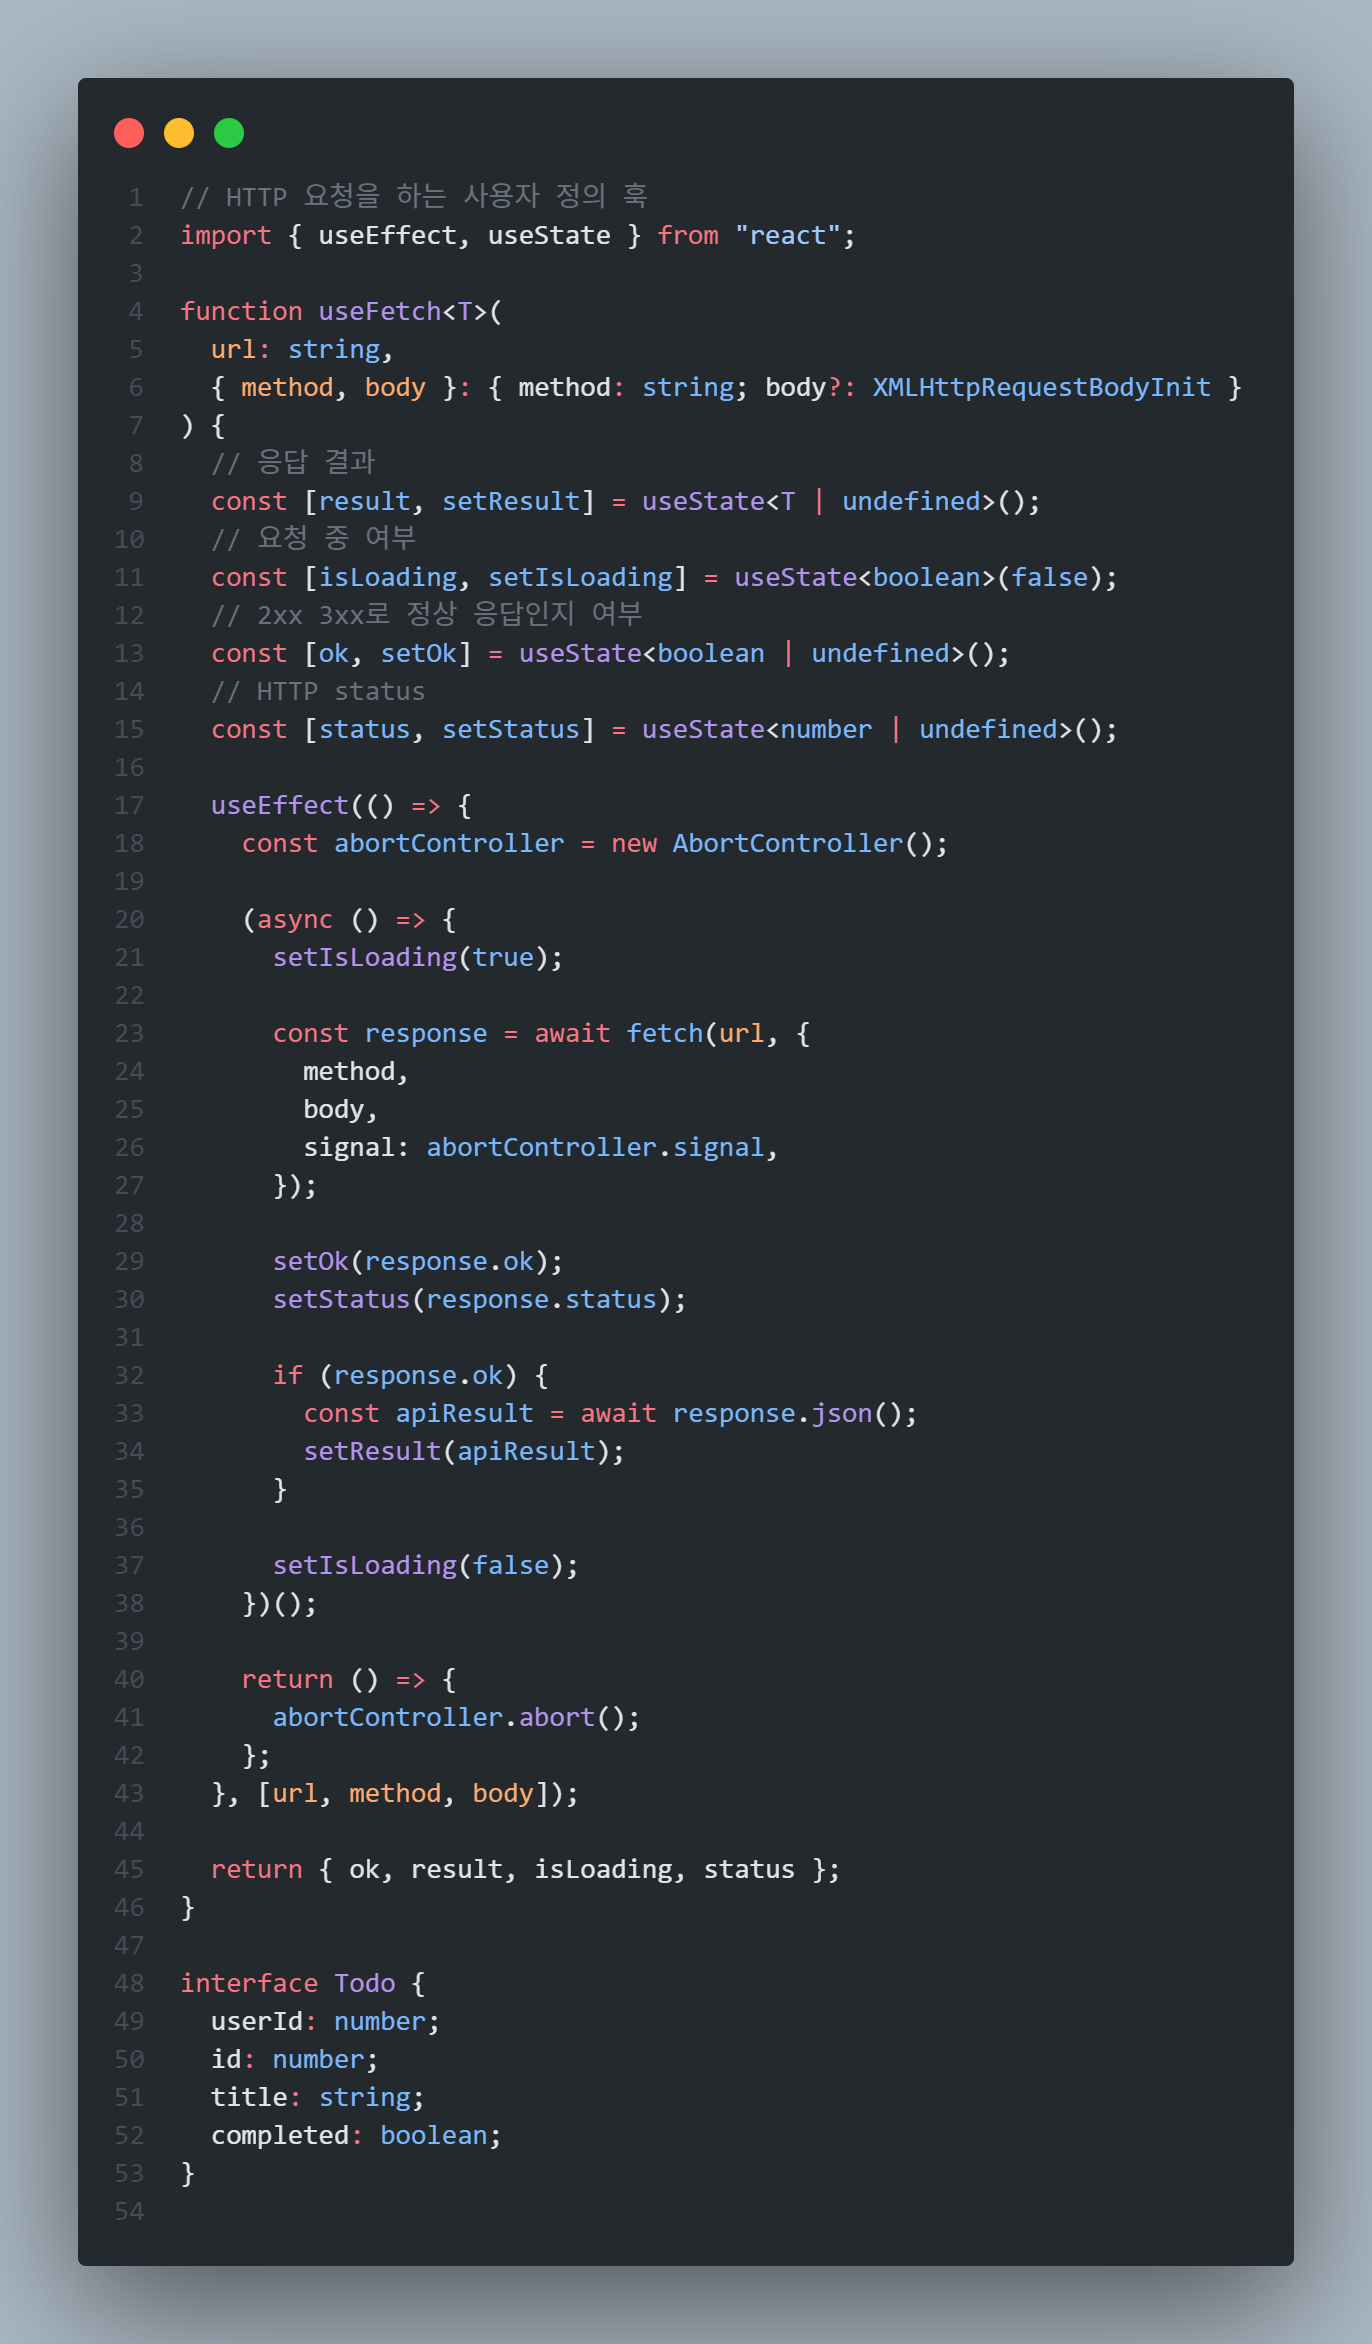 1 // HTTP 요청을 하는 사용자 정의 훅
2 import { useEffect, useState } from "react";
3
4 function useFetch<T>(
5   url: string,
6   { method, body }: { method: string; body?: XMLHttpRequestBodyInit }
7 ) {
8   // 응답 결과
9   const [result, setResult] = useState<T | undefined>();
10   // 요청 중 여부
11   const [isLoading, setIsLoading] = useState<boolean>(false);
12   // 2xx 3xx로 정상 응답인지 여부
13   const [ok, setOk] = useState<boolean | undefined>();
14   // HTTP status
15   const [status, setStatus] = useState<number | undefined>();
16
17   useEffect(() => {
18     const abortController = new AbortController();
19
20     (async () => {
21       setIsLoading(true);
22
23       const response = await fetch(url, {
24         method,
25         body,
26         signal: abortController.signal,
27       });
28
29       setOk(response.ok);
30       setStatus(response.status);
31
32       if (response.ok) {
33         const apiResult = await response.json();
34         setResult(apiResult);
35       }
36
37       setIsLoading(false);
38     })();
39
40     return () => {
41       abortController.abort();
42     };
43   }, [url, method, body]);
44
45   return { ok, result, isLoading, status };
46 }
47
48 interface Todo {
49   userId: number;
50   id: number;
51   title: string;
52   completed: boolean;
53 }
54